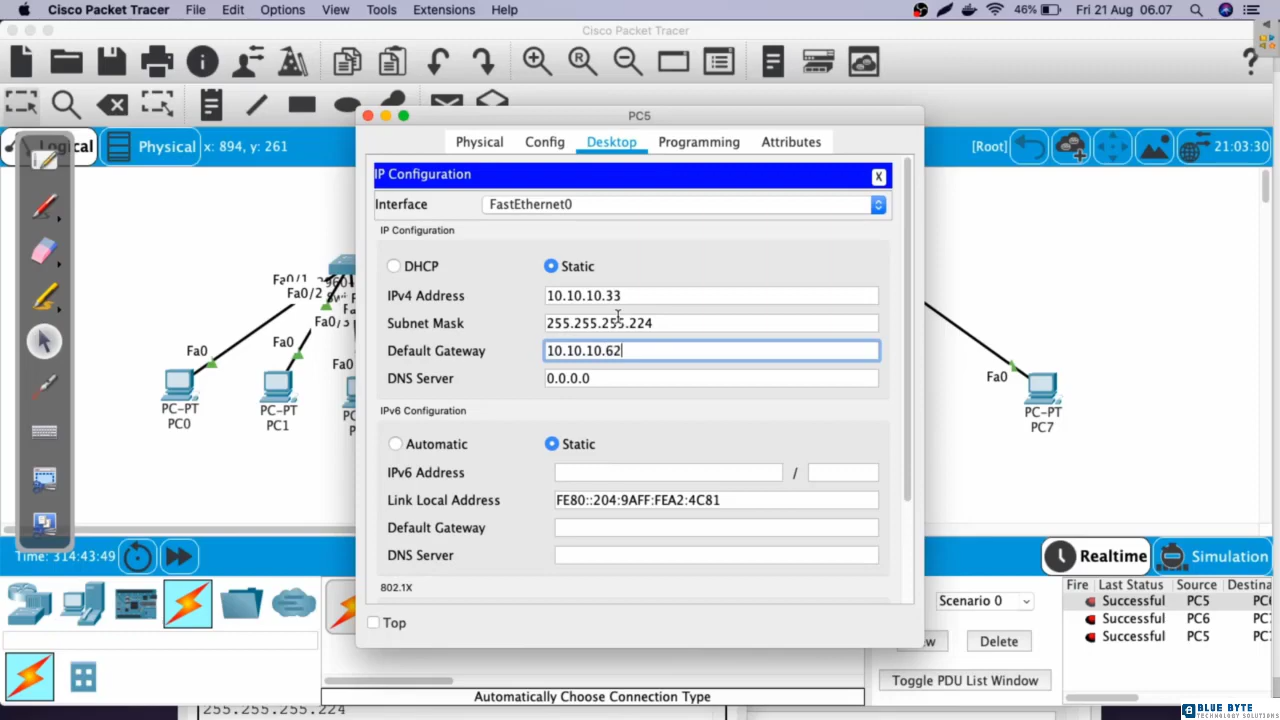 Cisco Packet Tracer File Edit Options View Tools Extensions Help 46% Fri 21 Aug 06.07
Cisco Packet Tracer
PC5
Logical Physical x: 894, y: 261 [Root] 21:03:30
Physical Config Desktop Programming Attributes
IP Configuration X
Interface FastEthernet0
IP Configuration
DHCP Static
IPv4 Address 10.10.10.33
Subnet Mask 255.255.255.224
Default Gateway 10.10.10.62
DNS Server 0.0.0.0
IPv6 Configuration
Automatic Static
IPv6 Address /
Link Local Address FE80::204:9AFF:FEA2:4C81
Default Gateway
DNS Server
802.1X
Top
Fa0/1
Fa0/2
Fa0/3
Fa0 Fa0 Fa0
Fa0
PC-PT PC-PT PC-PT
PC0 PC1 PC7
Time: 314:43:49 Realtime Simulation
Scenario 0 Fire Last Status Source Destina
Successful PC5 PC6
Successful PC6 PC7
Delete Successful PC5
Toggle PDU List Window
Automatically Choose Connection Type
255.255.255.224
BLUE BYTE
TECHNOLOGY SOLUTIONS